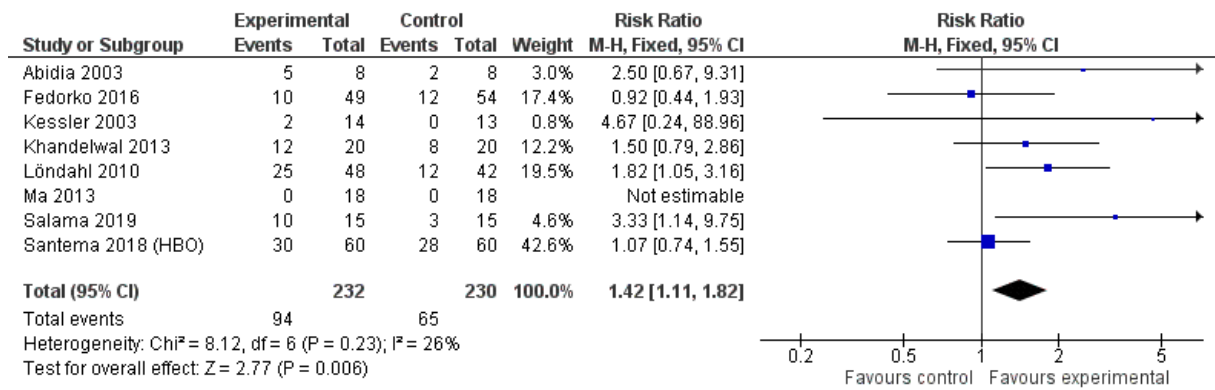 Experimental Control Risk Ratio Risk Ratio
Study or Subgroup Events Total Events Total Weight M-H, Fixed, 95% CI M-H, Fixed, 95% CI
Abidia 2003 5 8 2 8 3.0% 2.50 [0.67, 9.31]
Fedorko 2016 10 49 12 54 17.4% 0.92 [0.44, 1.93]
Kessler 2003 2 14 0 13 0.8% 4.67 [0.24, 88.96]
Khandelwal 2013 12 20 8 20 12.2% 1.50 [0.79, 2.86]
Löndahl 2010 25 48 12 42 19.5% 1.82 [1.05, 3.16]
Ma 2013 0 18 0 18 Not estimable
Salama 2019 10 15 3 15 4.6% 3.33 [1.14, 9.75]
Santema 2018 (HBO) 30 60 28 60 42.6% 1.07 [0.74, 1.55]
Total (95% CI) 232 230 100.0% 1.42 [1.11, 1.82]
Total events 94 65
Heterogeneity: Chi² = 8.12, df = 6 (P = 0.23); I² = 26%
Test for overall effect: Z = 2.77 (P = 0.006)
0.2 0.5 1 2 5
Favours control Favours experimental